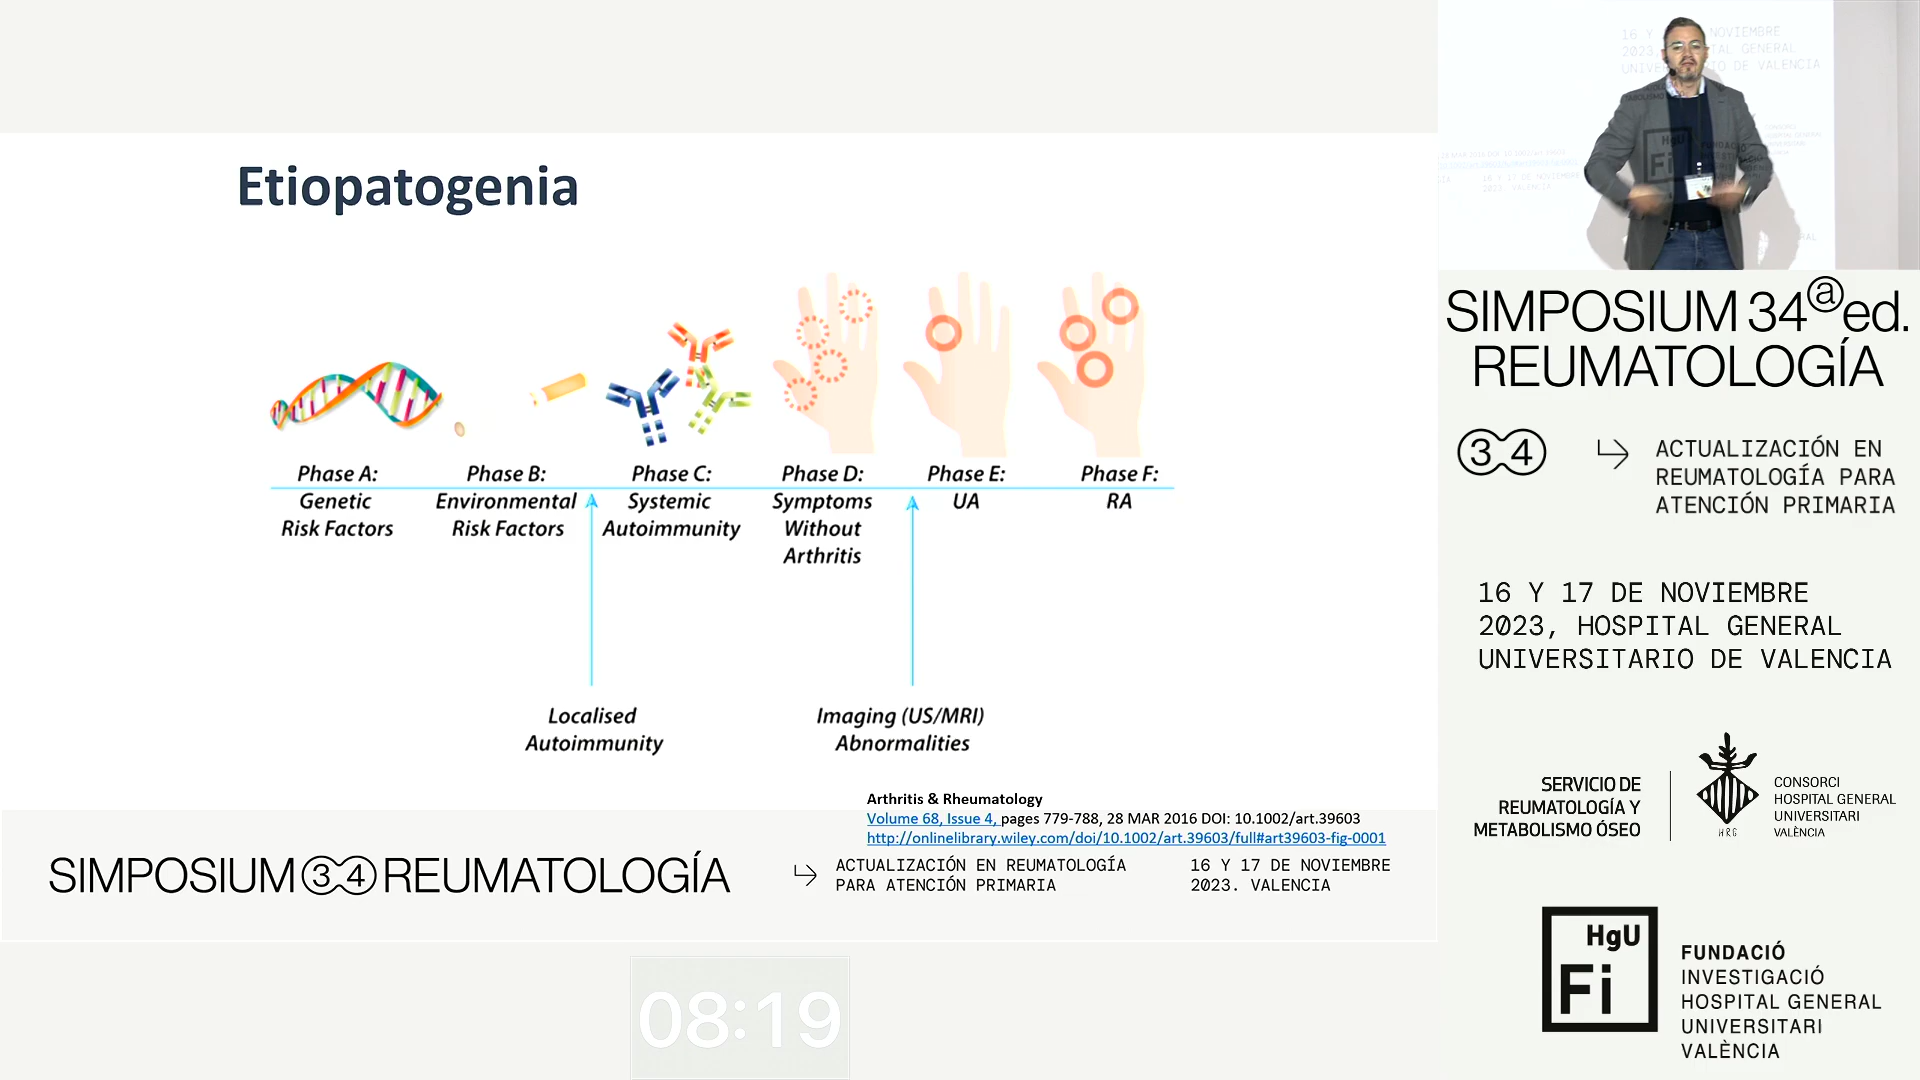 Etiopatogenia
Phase A:
Genetic
Risk Factors
Phase B:
Environmental
Risk Factors
Phase C:
Systemic
Autoimmunity
Phase D:
Symptoms
Without
Arthritis
Phase E:
UA
Phase F:
RA
Localised
Autoimmunity
Imaging (US/MRI)
Abnormalities
Arthritis & Rheumatology
Volume 68, Issue 4, pages 779-788, 28 MAR 2016 DOI: 10.1002/art.39603
http://onlinelibrary.wiley.com/doi/10.1002/art.39603/full#art39603-fig-0001
SIMPOSIUM 34 REUMATOLOGÍA
ACTUALIZACIÓN EN REUMATOLOGÍA
PARA ATENCIÓN PRIMARIA
16 Y 17 DE NOVIEMBRE
2023. VALENCIA
08:19
SIMPOSIUM 34ª ed.
REUMATOLOGÍA
34
ACTUALIZACIÓN EN
REUMATOLOGÍA PARA
ATENCIÓN PRIMARIA
16 Y 17 DE NOVIEMBRE
2023, HOSPITAL GENERAL
UNIVERSITARIO DE VALENCIA
SERVICIO DE
REUMATOLOGÍA Y
METABOLISMO ÓSEO
HRG
CONSORCI
HOSPITAL GENERAL
UNIVERSITARI
VALÈNCIA
HgU
Fi
FUNDACIÓ
INVESTIGACIÓ
HOSPITAL GENERAL
UNIVERSITARI
VALÈNCIA